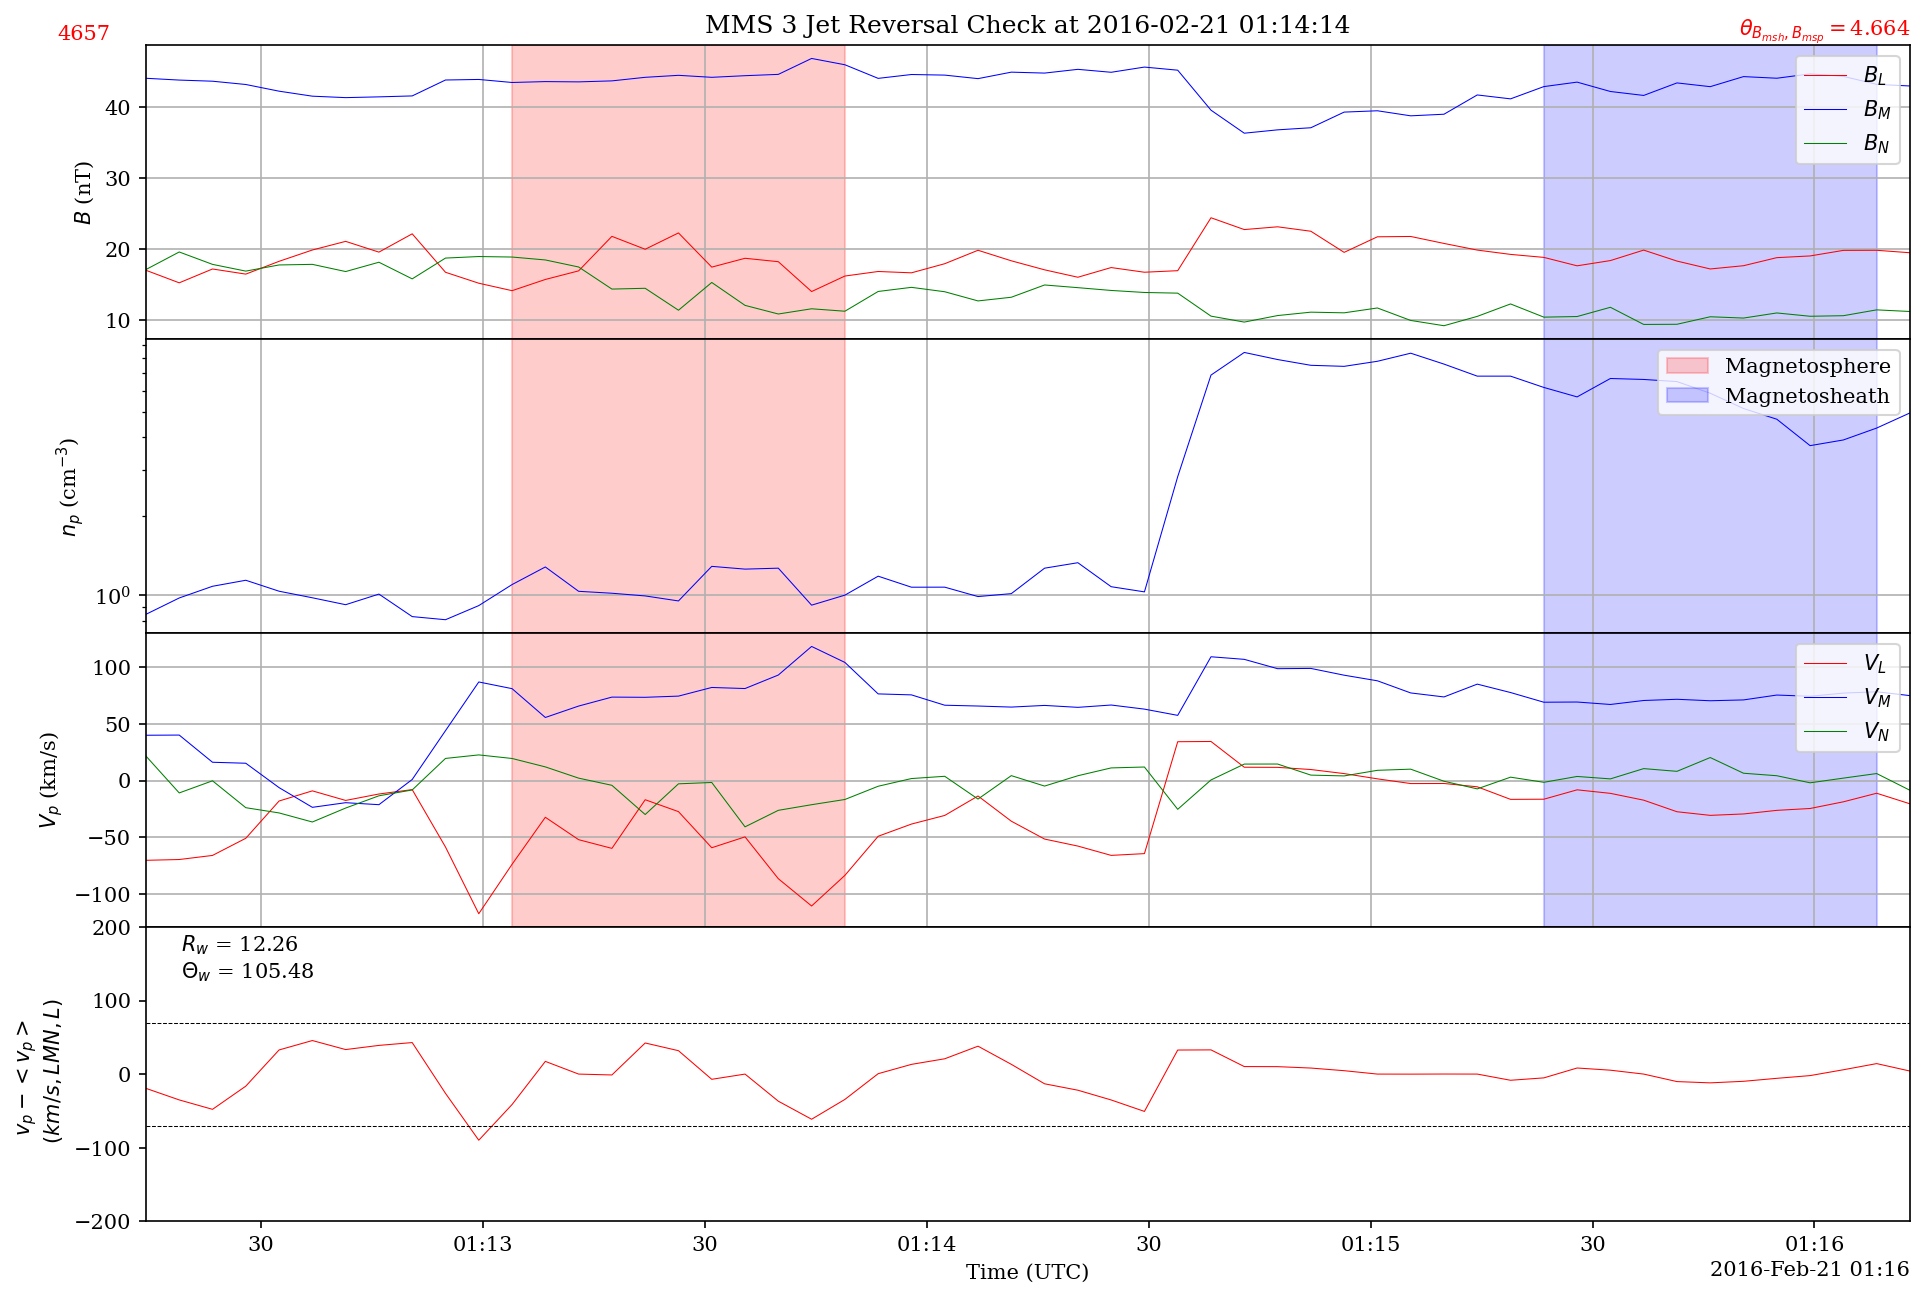 4657
MMS 3 Jet Reversal Check at 2016-02-21 01:14:14
θ_{B_{msh}, B_{msp}} = 4.664
B (nT)
40
30
20
10
B_L
B_M
B_N
n_p (cm⁻³)
10⁰
Magnetosphere
Magnetosheath
V_p (km/s)
100
50
0
−50
−100
V_L
V_M
V_N
v_p − < v_p >
(km/s, LMN, L)
200
100
0
−100
−200
R_w = 12.26
Θ_w = 105.48
30
01:13
30
01:14
30
01:15
30
01:16
Time (UTC)
2016-Feb-21 01:16